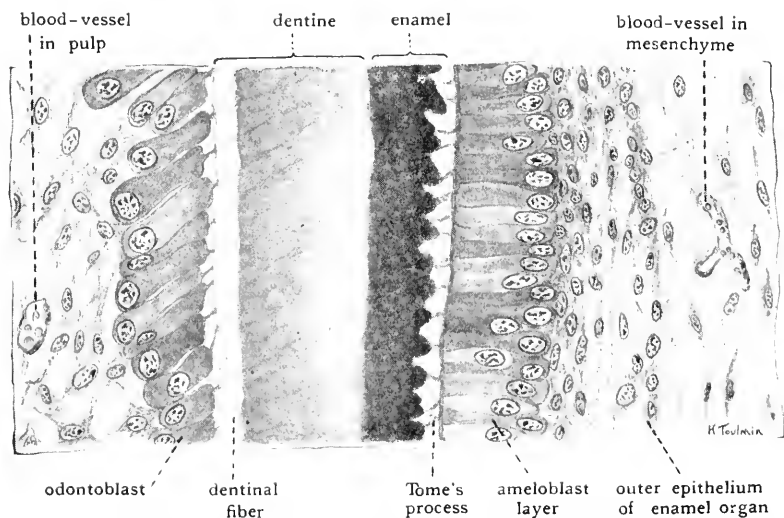 blood-vessel
in pulp
dentine
enamel
blood-vessel in
mesenchyme
H Toulmin
odontoblast
dentinal
fiber
Tome's
process
ameloblast
layer
outer epithelium
of enamel organ